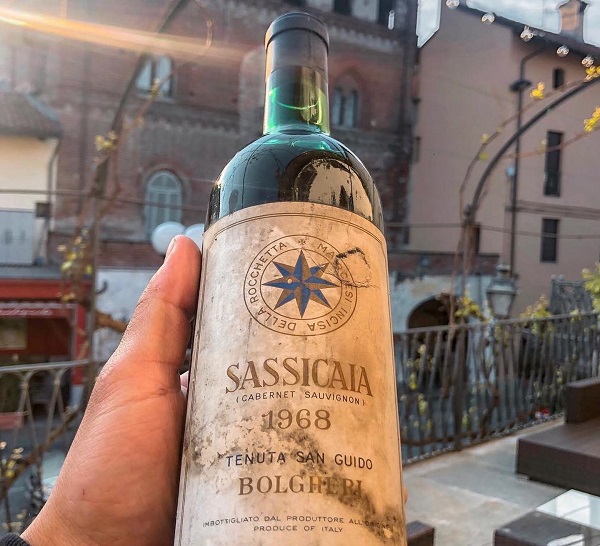 MARCHESI INCISA DELLA ROCCHETTA
SASSICAIA
(CABERNET SAUVIGNON)
1968
TENUTA SAN GUIDO
BOLGHERI
IMBOTTIGLIATO DAL PRODUTTORE ALL'ORIGINE
PRODUCE OF ITALY